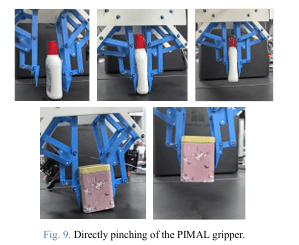 Fig. 9. Directly pinching of the PIMAL gripper.